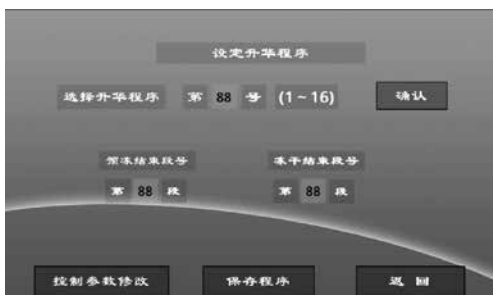 设定升华程序
选择升华程序 第 88 号 (1~16) 确认
预冻结束段号 冻干结束段号
第 88 段 第 88 段
控制参数修改 保存程序 返回